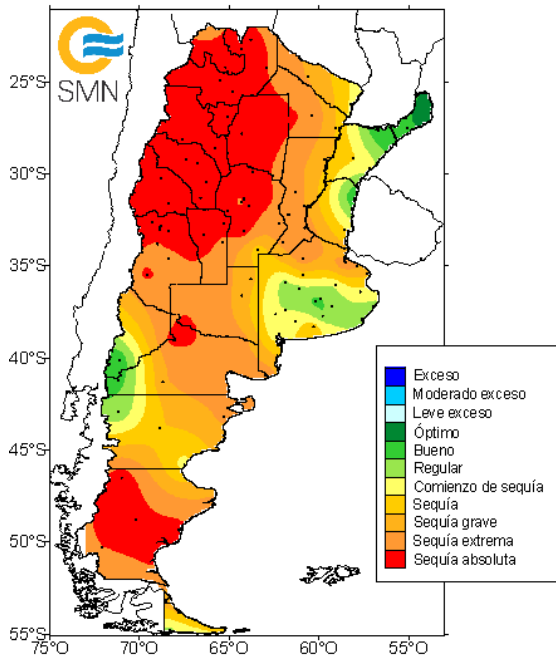 SMN
25°S
30°S
35°S
40°S
45°S
50°S
55°S
75°O
70°O
65°O
60°O
55°O
Exceso
Moderado exceso
Leve exceso
Óptimo
Bueno
Regular
Comienzo de sequía
Sequía
Sequía grave
Sequía extrema
Sequía absoluta